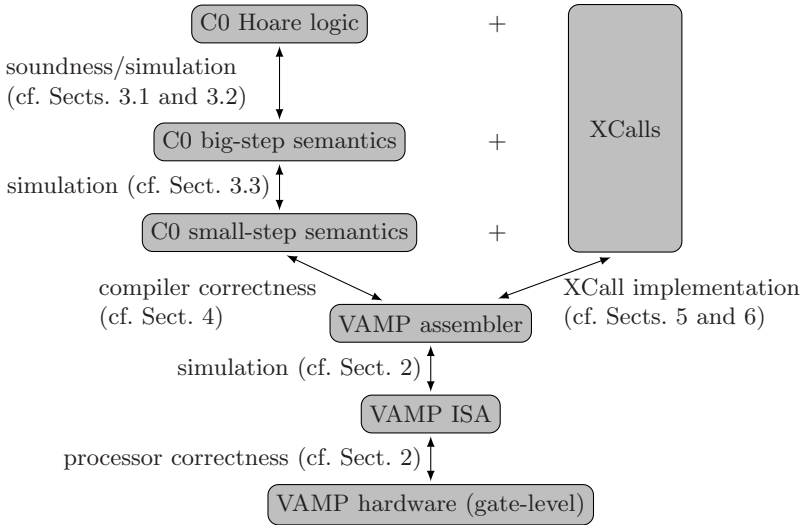 C0 Hoare logic +
soundness/simulation
(cf. Sects. 3.1 and 3.2)
XCalls
C0 big-step semantics +
simulation (cf. Sect. 3.3)
C0 small-step semantics +
compiler correctness
(cf. Sect. 4)
XCall implementation
(cf. Sects. 5 and 6)
VAMP assembler
simulation (cf. Sect. 2)
VAMP ISA
processor correctness (cf. Sect. 2)
VAMP hardware (gate-level)